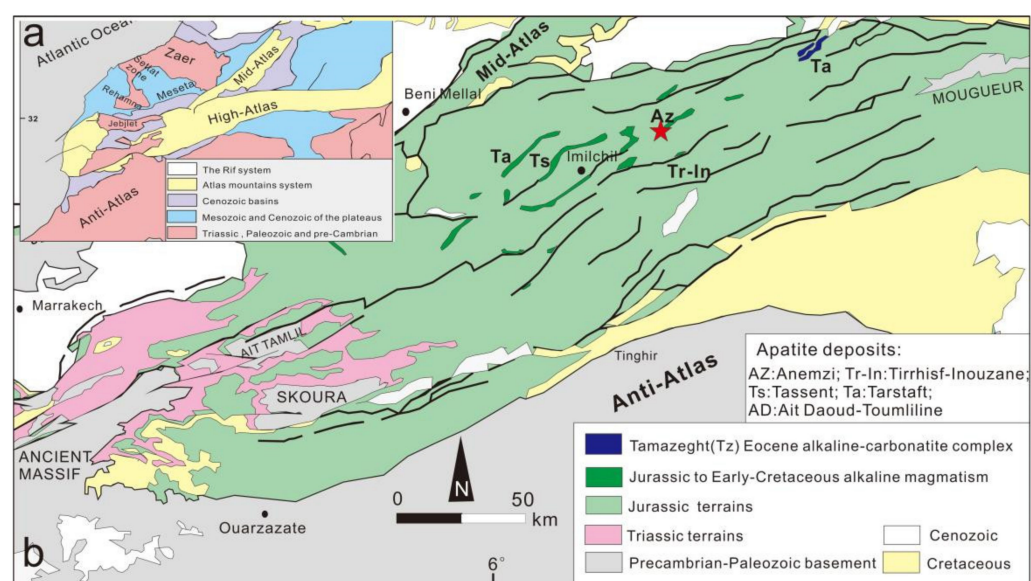 a
Atlantic Ocea
Zaer
Sekat
zone
Rehamna
Meseta
Mid-Atlas
32
Jebjlet
High-Atlas
Anti-Atlas
The Rif system
Atlas mountains system
Cenozoic basins
Mesozoic and Cenozoic of the plateaus
Triassic , Paleozoic and pre-Cambrian
Mid-Atlas
Beni Mellal
Ta
MOUGUEUR
Az
Ta
Ts
Imilchil
Tr-In
Marrakech
AIT TAMLIL
SKOURA
Tinghir
Anti-Atlas
ANCIENT
MASSIF
Ouarzazate
N
0
50
km
6°
b
Apatite deposits:
AZ:Anemzi; Tr-In:Tirrhisf-Inouzane;
Ts:Tassent; Ta:Tarstaft;
AD:Ait Daoud-Toumliline
Tamazeght(Tz) Eocene alkaline-carbonatite complex
Jurassic to Early-Cretaceous alkaline magmatism
Jurassic terrains
Triassic terrains
Cenozoic
Precambrian-Paleozoic basement
Cretaceous